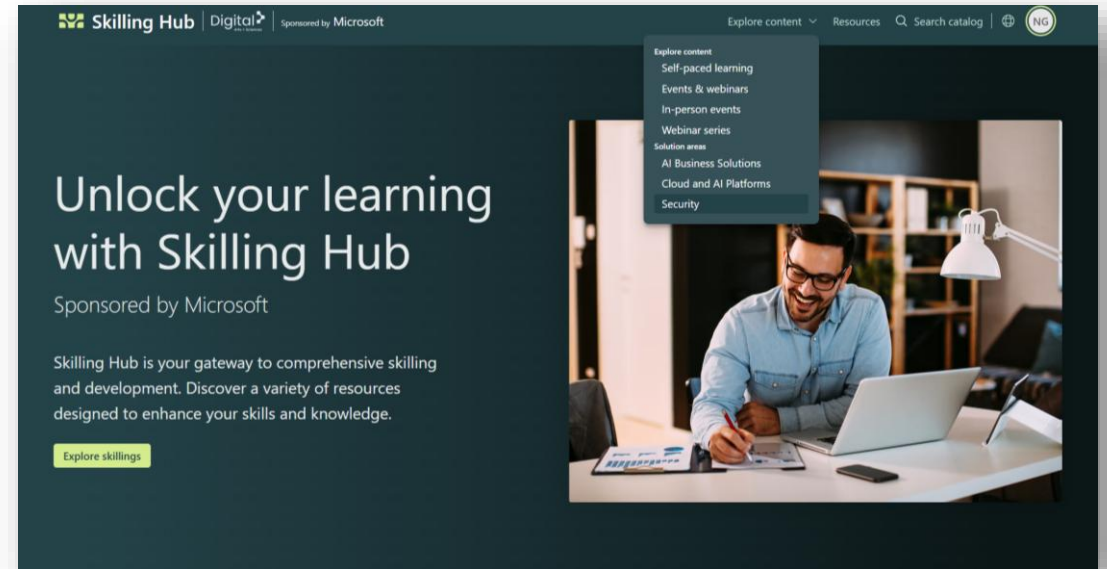 Skilling Hub Digital Sponsored by Microsoft Explore content Resources Search catalog NG
Explore content
Self-paced learning
Events & webinars
In-person events
Webinar series
Solution areas
AI Business Solutions
Cloud and AI Platforms
Security
Unlock your learning
with Skilling Hub
Sponsored by Microsoft
Skilling Hub is your gateway to comprehensive skilling
and development. Discover a variety of resources
designed to enhance your skills and knowledge.
Explore skillings